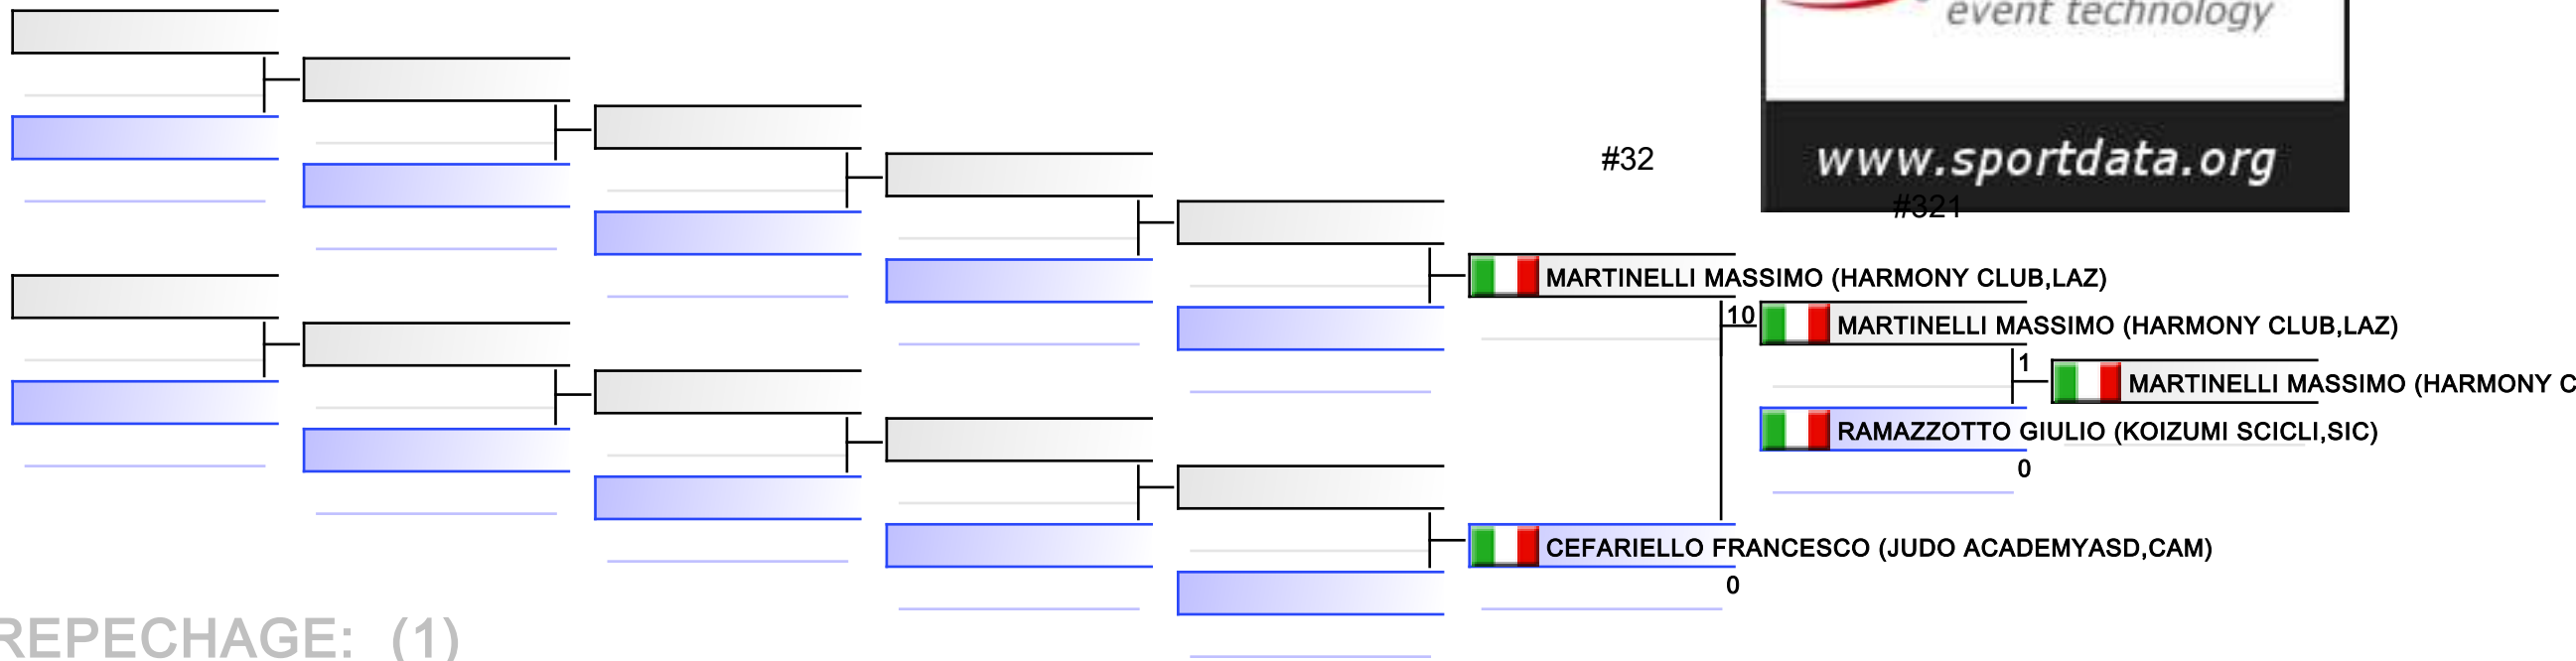 event technology
www.sportdata.org
#32
#321
MARTINELLI MASSIMO (HARMONY CLUB,LAZ)
10
MARTINELLI MASSIMO (HARMONY CLUB,LAZ)
1
MARTINELLI MASSIMO (HARMONY C
RAMAZZOTTO GIULIO (KOIZUMI SCICLI,SIC)
0
CEFARIELLO FRANCESCO (JUDO ACADEMYASD,CAM)
0
REPECHAGE: (1)